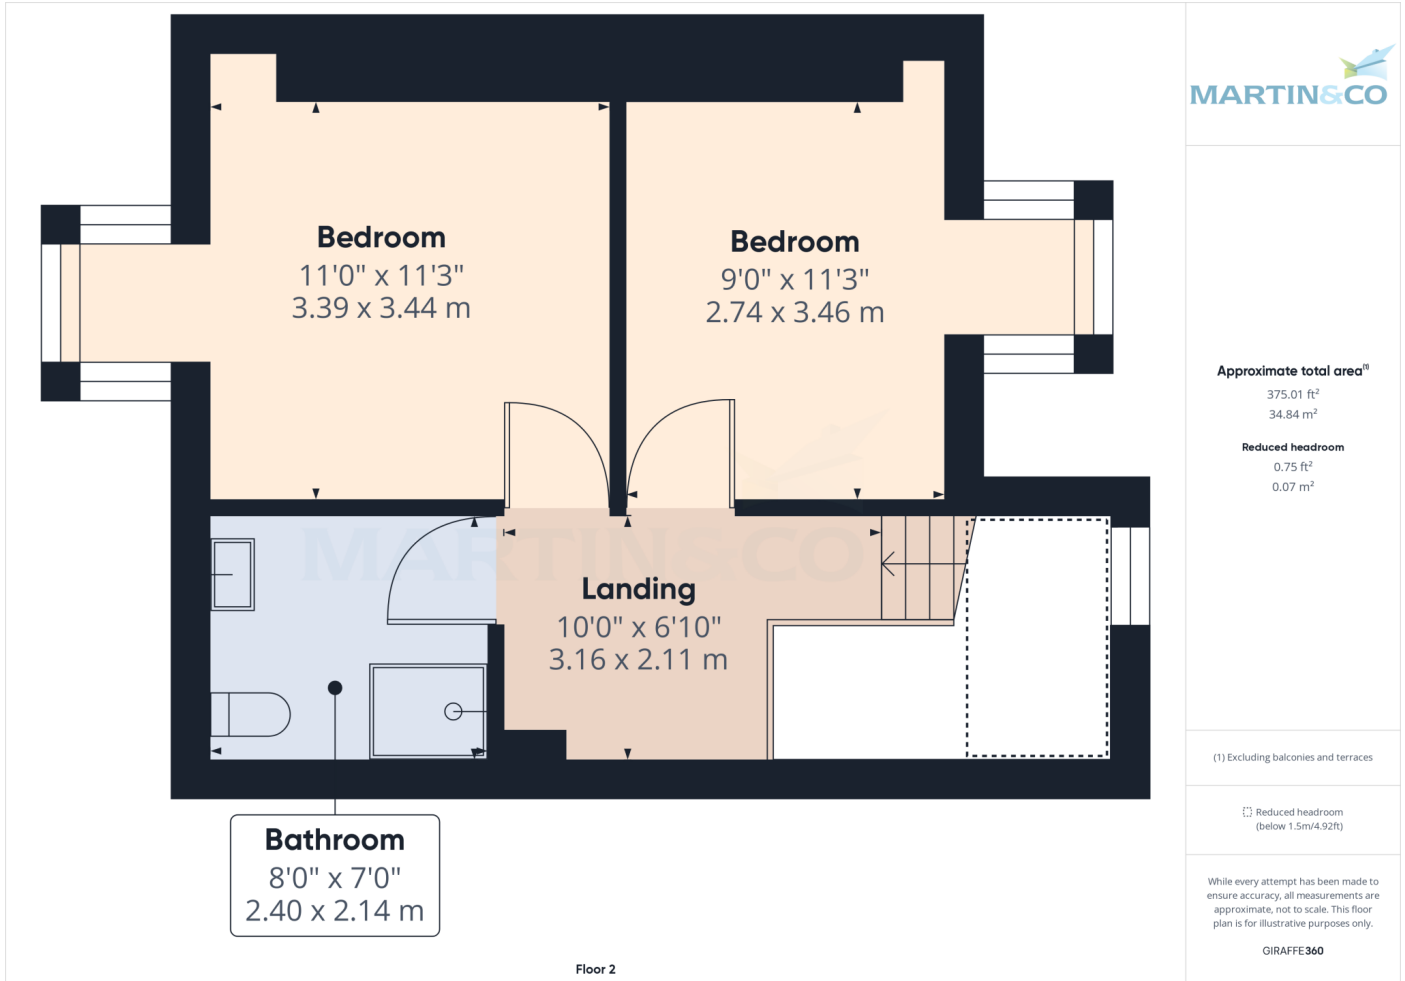 Bedroom
11'0" x 11'3"
3.39 x 3.44 m
Bedroom
9'0" x 11'3"
2.74 x 3.46 m
MARTIN&CO
Landing
10'0" x 6'10"
3.16 x 2.11 m
Bathroom
8'0" x 7'0"
2.40 x 2.14 m
Floor 2
MARTIN&CO
Approximate total area(1)
375.01 ft²
34.84 m²
Reduced headroom
0.75 ft²
0.07 m²
(1) Excluding balconies and terraces
Reduced headroom
(below 1.5m/4.92ft)
While every attempt has been made to
ensure accuracy, all measurements are
approximate, not to scale. This floor
plan is for illustrative purposes only.
GIRAFFE360